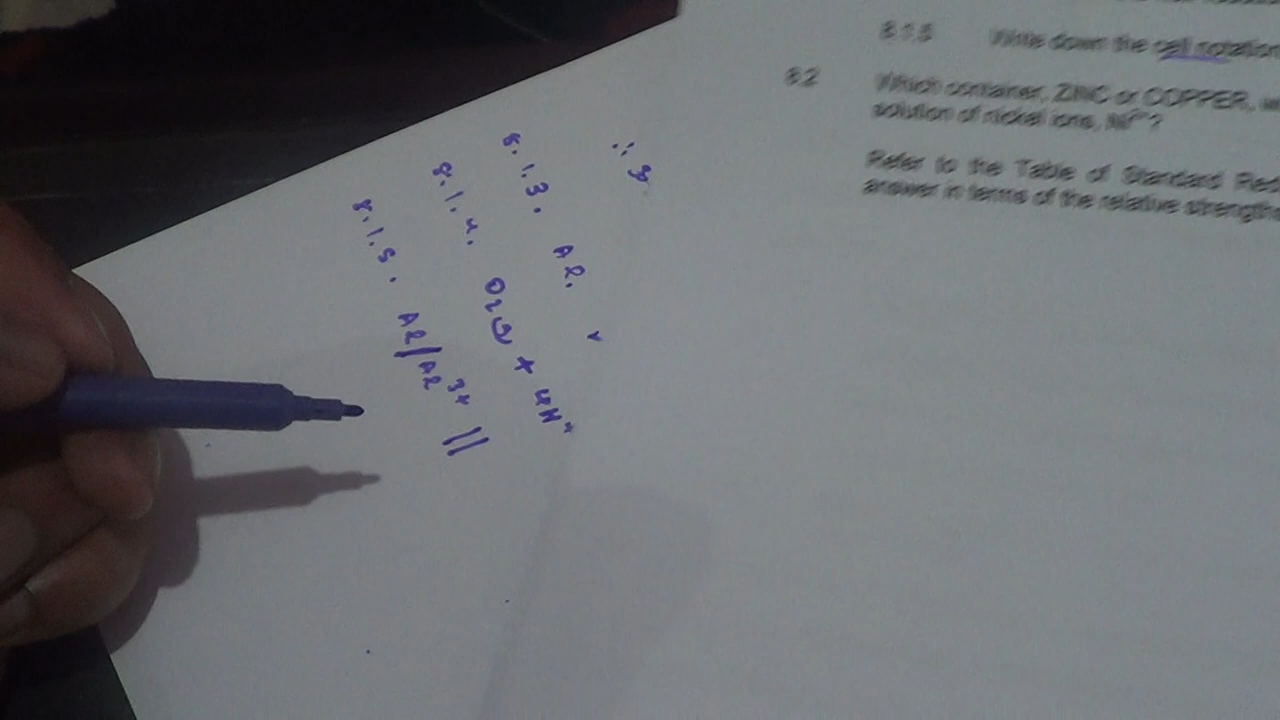 8.1.5 Write down the cell notation
8.2 Which container, ZINC or COPPER,
solution of nickel ions, Ni²⁺?
Refer to the Table of Standard Red
answer in terms of the relative strength
∴ y
8.1.3. Al.
8.1.4. O₂(g) + 4H⁺
8.1.5. Al/Al³⁺ ||